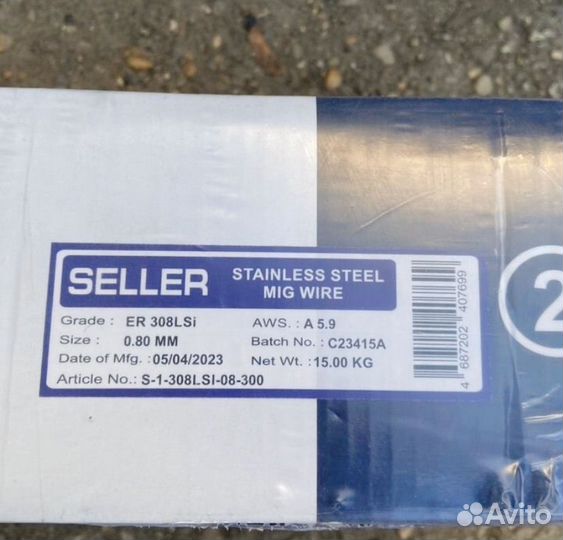 SELLER STAINLESS STEEL
MIG WIRE
Grade : ER 308LSi AWS. : A 5.9
Size : 0.80 MM Batch No. : C23415A
Date of Mfg. : 05/04/2023 Net Wt. : 15.00 KG
Article No.: S-1-308LSI-08-300
4 687202 407699
2
Avito